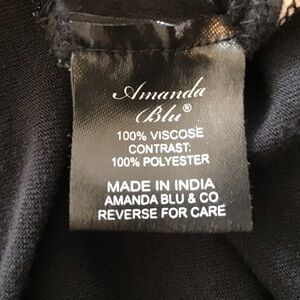 Amanda
Blu®
100% VISCOSE
CONTRAST:
100% POLYESTER
MADE IN INDIA
AMANDA BLU & CO
REVERSE FOR CARE